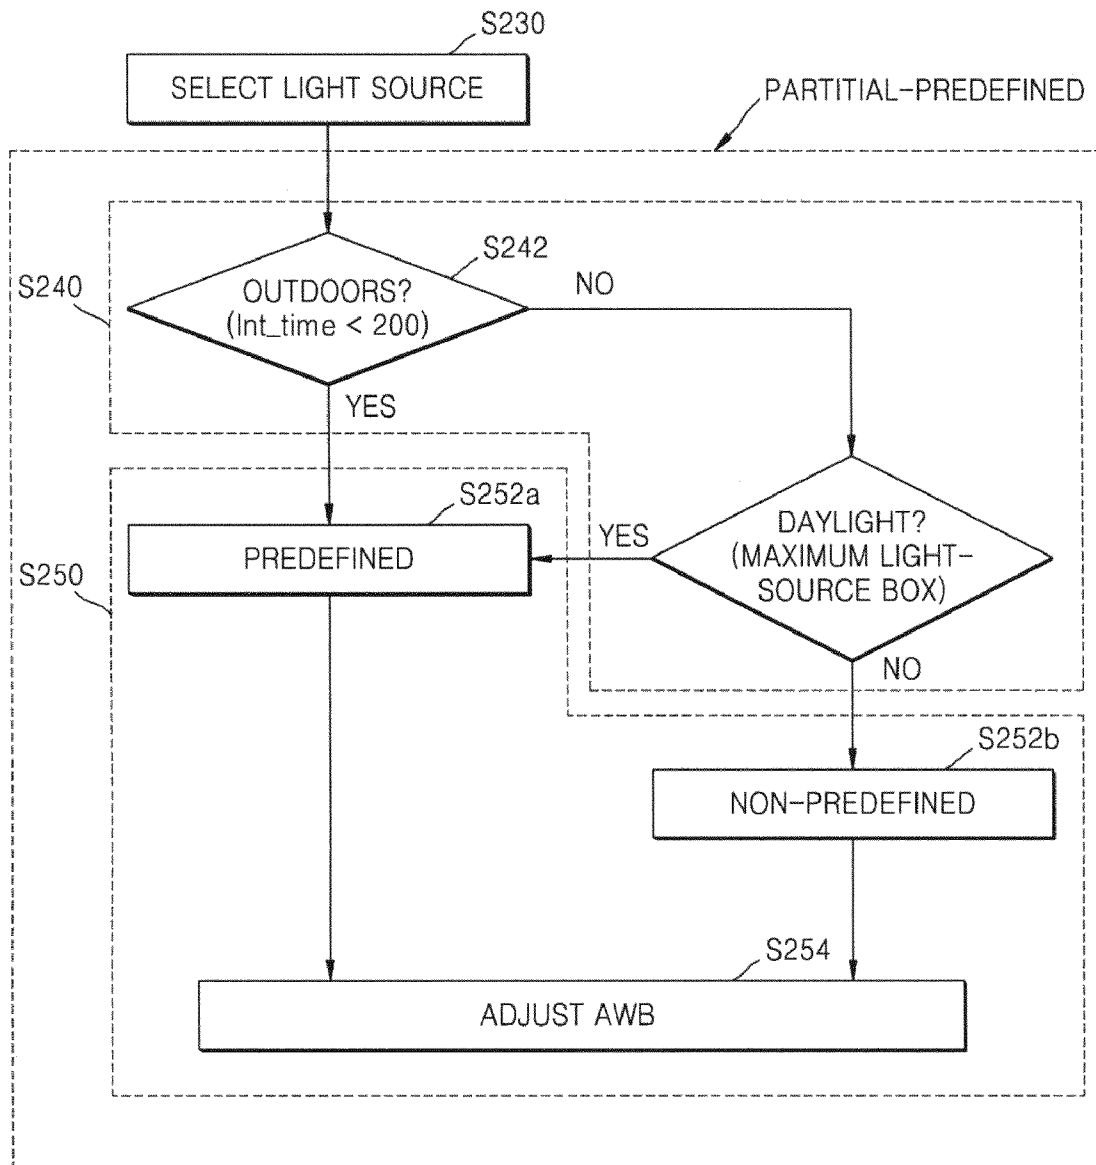 S230
SELECT LIGHT SOURCE
PARTITIAL-PREDEFINED
S242
S240
OUTDOORS?
(Int_time < 200)
NO
YES
S252a
PREDEFINED
YES
DAYLIGHT?
(MAXIMUM LIGHT-
SOURCE BOX)
S250
NO
S252b
NON-PREDEFINED
S254
ADJUST AWB